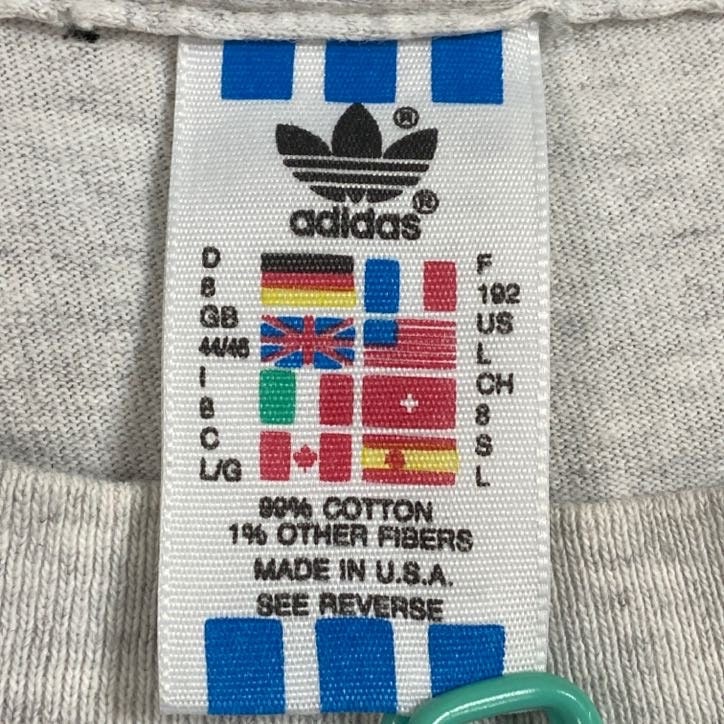 ®
adidas®
D
8
GB
44/46
I
8
C
L/G
F
192
US
L
CH
8
S
L
99% COTTON
1% OTHER FIBERS
MADE IN U.S.A.
SEE REVERSE